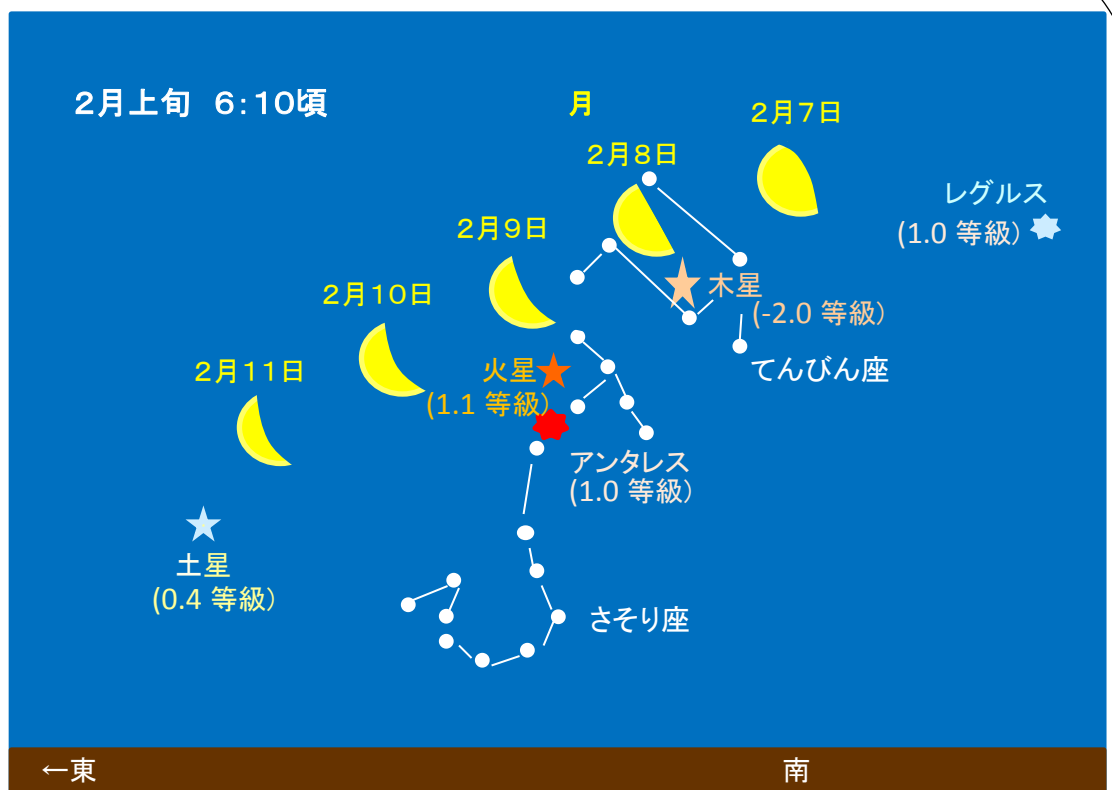 2月上旬 6:10頃
月
2月7日
2月8日
レグルス
(1.0 等級)
2月9日
木星
(-2.0 等級)
2月10日
火星
(1.1 等級)
てんびん座
2月11日
アンタレス
(1.0 等級)
土星
(0.4 等級)
さそり座
←東
南